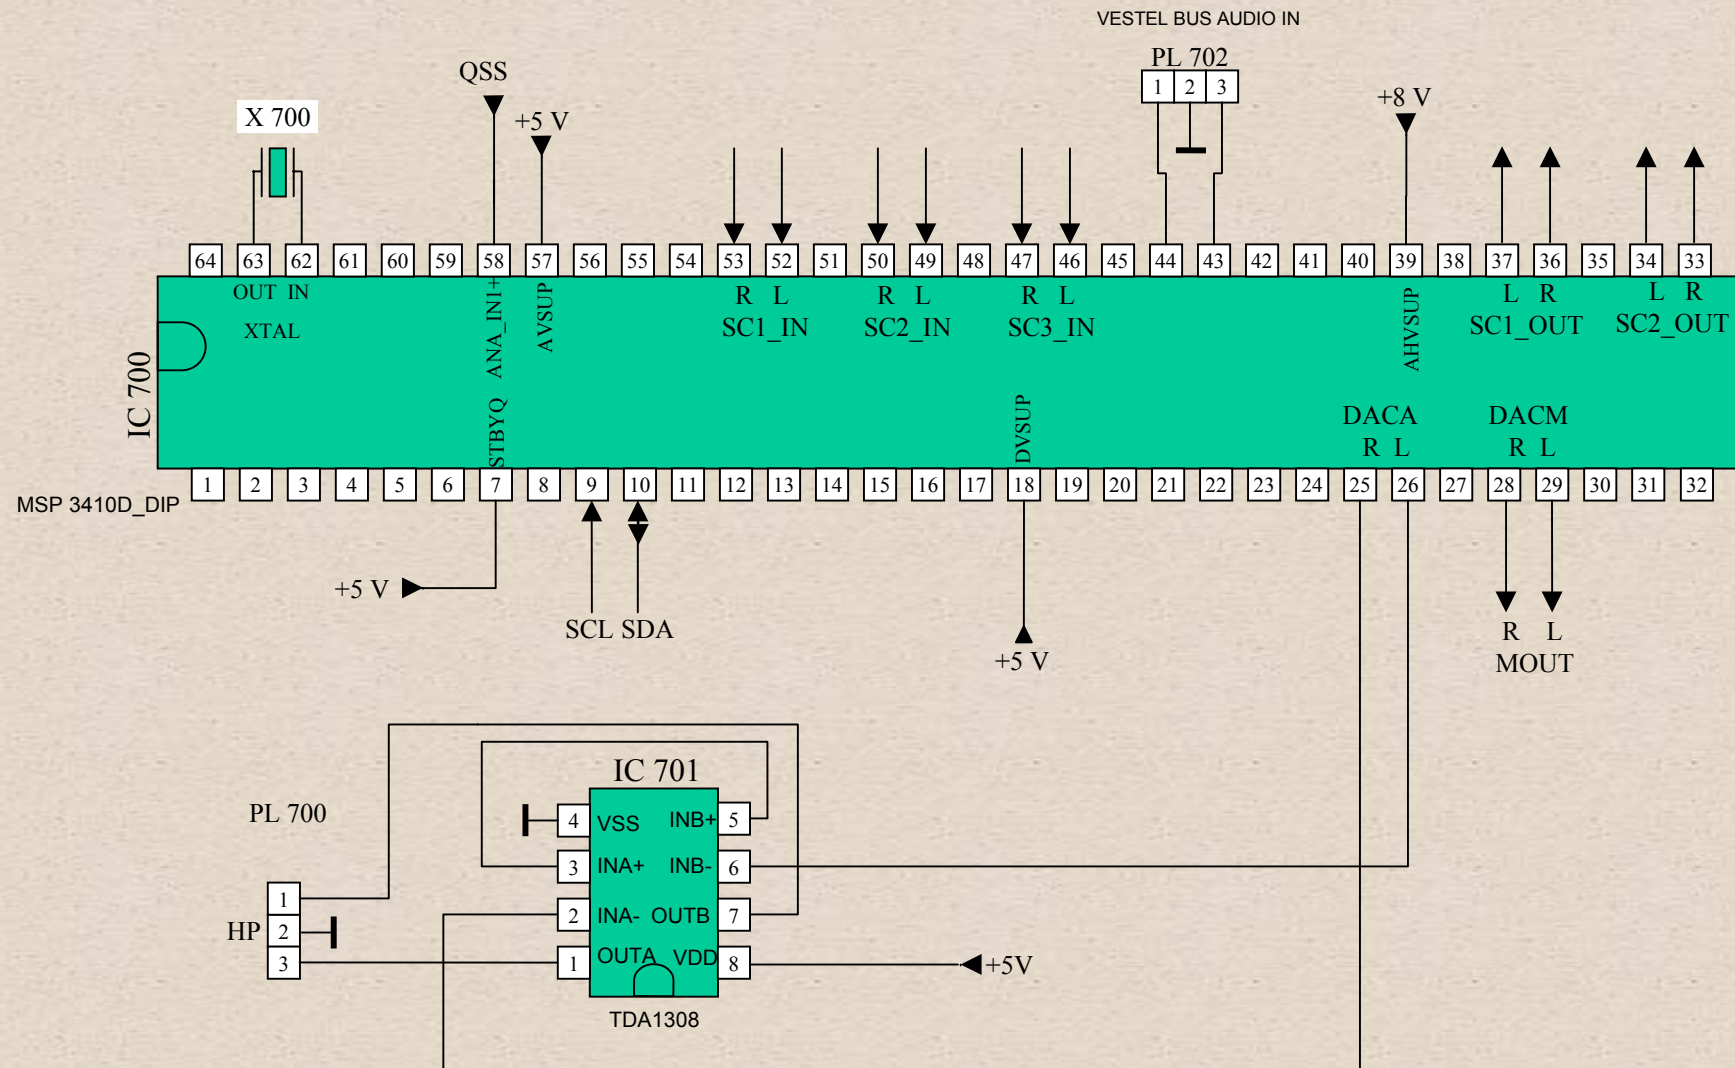 VESTEL BUS AUDIO IN
PL 702
1 2 3
QSS
+5 V
+8 V
X 700
64 63 62 61 60 59 58 57 56 55 54 53 52 51 50 49 48 47 46 45 44 43 42 41 40 39 38 37 36 35 34 33
OUT IN
XTAL
ANA_IN1+
AVSUP
R L
SC1_IN
R L
SC2_IN
R L
SC3_IN
AHVSUP
L R
SC1_OUT
L R
SC2_OUT
IC 700
STBYQ
DVSUP
DACA
R L
DACM
R L
1 2 3 4 5 6 7 8 9 10 11 12 13 14 15 16 17 18 19 20 21 22 23 24 25 26 27 28 29 30 31 32
MSP 3410D_DIP
+5 V
SCL SDA
+5 V
R L
MOUT
IC 701
PL 700
4 VSS INB+ 5
3 INA+ INB- 6
2 INA- OUTB 7
1 OUTA VDD 8
+5V
HP
1
2
3
TDA1308